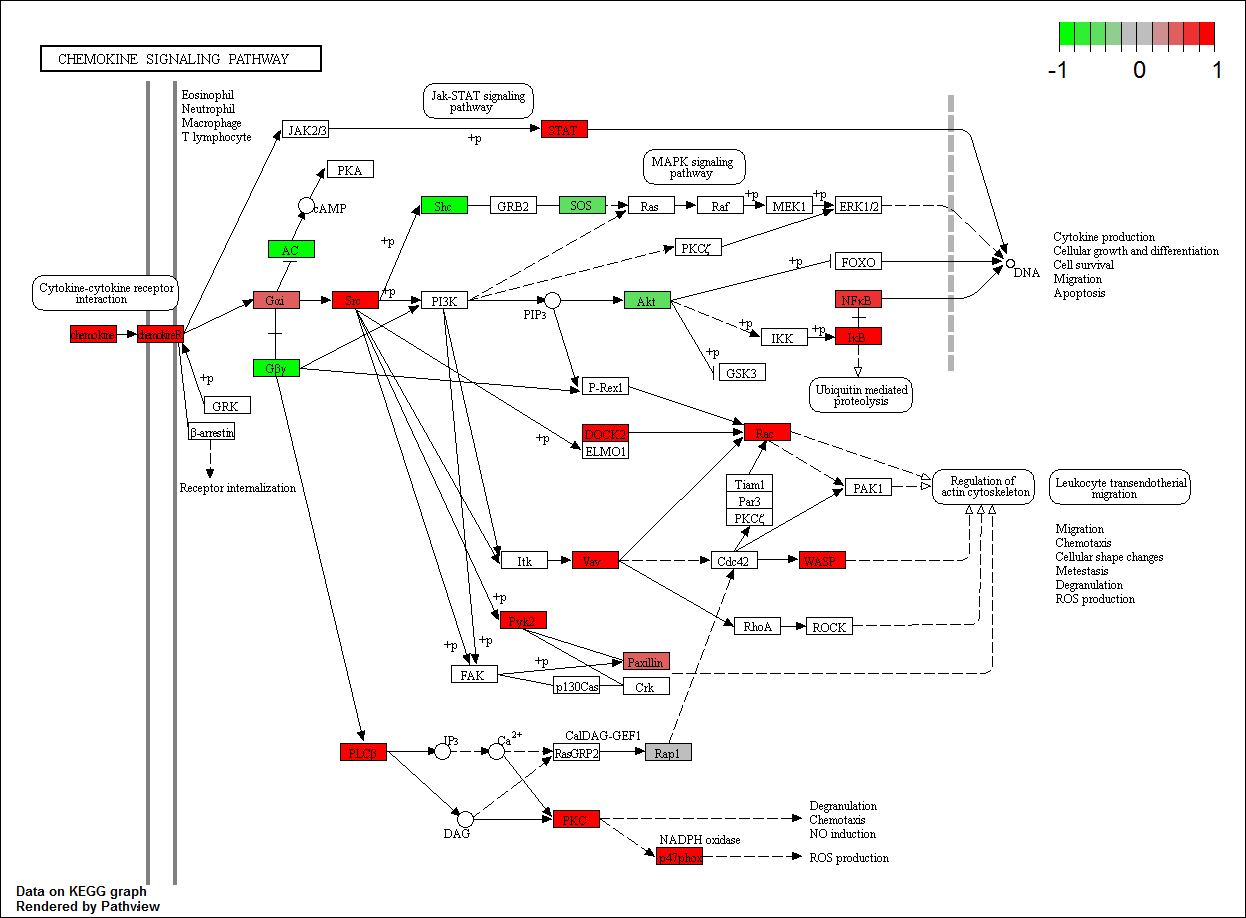 CHEMOKINE SIGNALING PATHWAY
-1
0
1
Eosinophil
Neutrophil
Macrophage
T lymphocyte
Jak-STAT signaling
pathway
JAK2/3
+p
STAT
PKA
cAMP
AC
MAPK signaling
pathway
+p
Shc
GRB2
SOS
Ras
Raf
+p
MEK1
+p
ERK1/2
PKCζ
+p
FOXO
DNA
Cytokine production
Cellular growth and differentiation
Cell survival
Migration
Apoptosis
Cytokine-cytokine receptor
interaction
chemokine
chemokineR
Gαi
Src
+p
PI3K
PIP3
Akt
NFκB
+p
IKK
+p
IκB
+p
GSK3
Ubiquitin mediated
proteolysis
Gβγ
+p
GRK
β-arrestin
Receptor internalization
P-Rex1
+p
DOCK2
ELMO1
Rac
Tiam1
Par3
PKCζ
PAK1
Regulation of
actin cytoskeleton
Leukocyte transendotherial
migration
Itk
Vav
Cdc42
WASP
Migration
Chemotaxis
Cellular shape changes
Metestasis
Degranulation
ROS production
+p
Pyk2
RhoA
ROCK
+p
+p
FAK
+p
Paxillin
p130Cas
Crk
PLCβ
IP3
Ca2+
CalDAG-GEF1
RasGRP2
Rap1
DAG
PKC
Degranulation
Chemotaxis
NO induction
NADPH oxidase
p47phox
ROS production
Data on KEGG graph
Rendered by Pathview